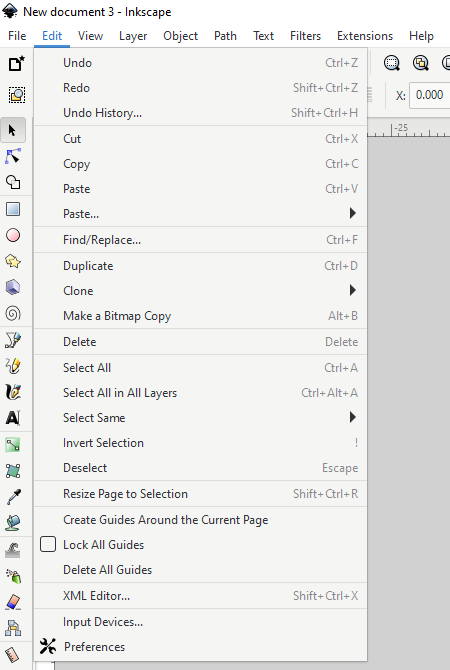 New document 3 - Inkscape
File Edit View Layer Object Path Text Filters Extensions Help
Undo Ctrl+Z
Redo Shift+Ctrl+Z
Undo History... Shift+Ctrl+H
X: 0.000
Cut Ctrl+X
-25
Copy Ctrl+C
Paste Ctrl+V
Paste...
Find/Replace... Ctrl+F
Duplicate Ctrl+D
Clone
Make a Bitmap Copy Alt+B
Delete Delete
Select All Ctrl+A
Select All in All Layers Ctrl+Alt+A
Select Same
Invert Selection !
Deselect Escape
Resize Page to Selection Shift+Ctrl+R
Create Guides Around the Current Page
Lock All Guides
Delete All Guides
XML Editor... Shift+Ctrl+X
Input Devices...
Preferences